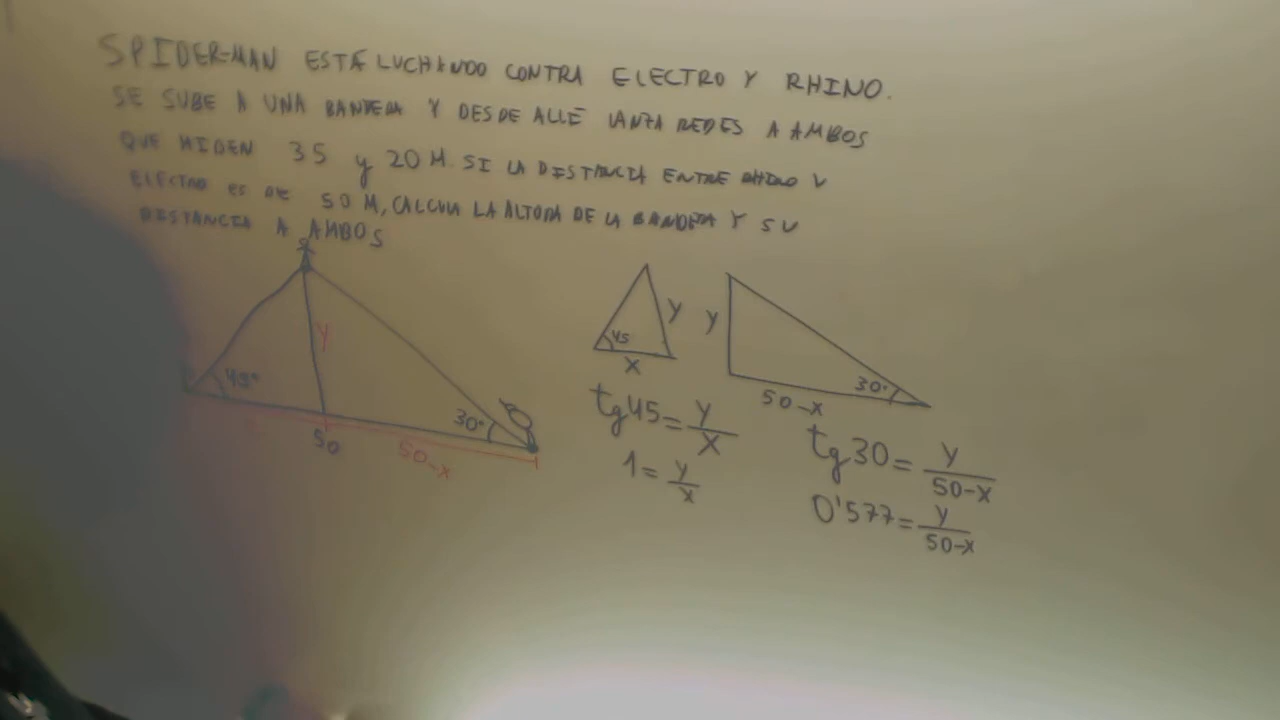 SPIDER-MAN ESTÁ LUCHANDO CONTRA ELECTRO Y RHINO.
SE SUBE A UNA BANDERA Y DESDE ALLÍ LANZA REDES A AMBOS
QUE MIDEN 35 y 20 M. SI LA DISTANCIA ENTRE RHINO Y
ELECTRO ES DE 50 M, CALCULA LA ALTURA DE LA BANDERA Y SU
DISTANCIA A AMBOS
y
45°
30°
50
50-x
45
y
x
y
30°
50-x
tg45=y/x
1=y/x
tg30=y/50-x
0'577=y/50-x